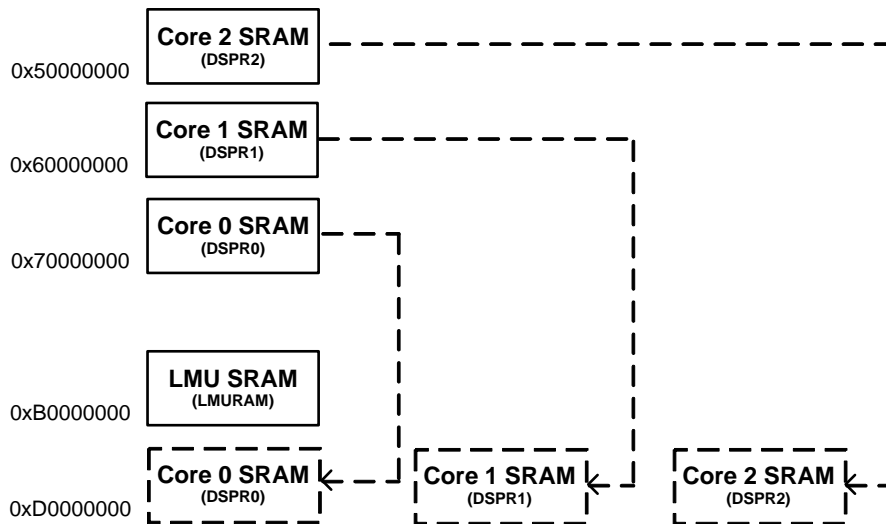 Core 2 SRAM
(DSPR2)
0x50000000
Core 1 SRAM
(DSPR1)
0x60000000
Core 0 SRAM
(DSPR0)
0x70000000
LMU SRAM
(LMURAM)
0xB0000000
Core 0 SRAM
(DSPR0)
Core 1 SRAM
(DSPR1)
Core 2 SRAM
(DSPR2)
0xD0000000